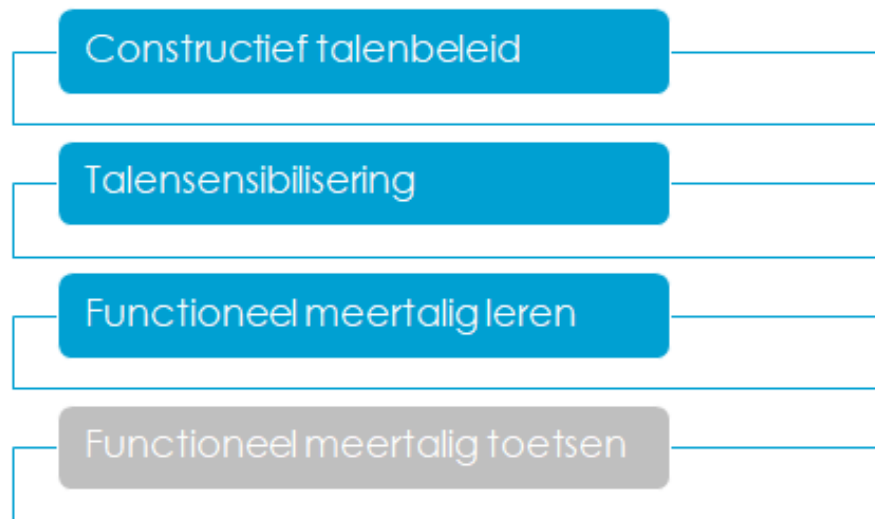 Constructief talenbeleid
Talensensibilisering
Functioneel meertalig leren
Functioneel meertalig toetsen